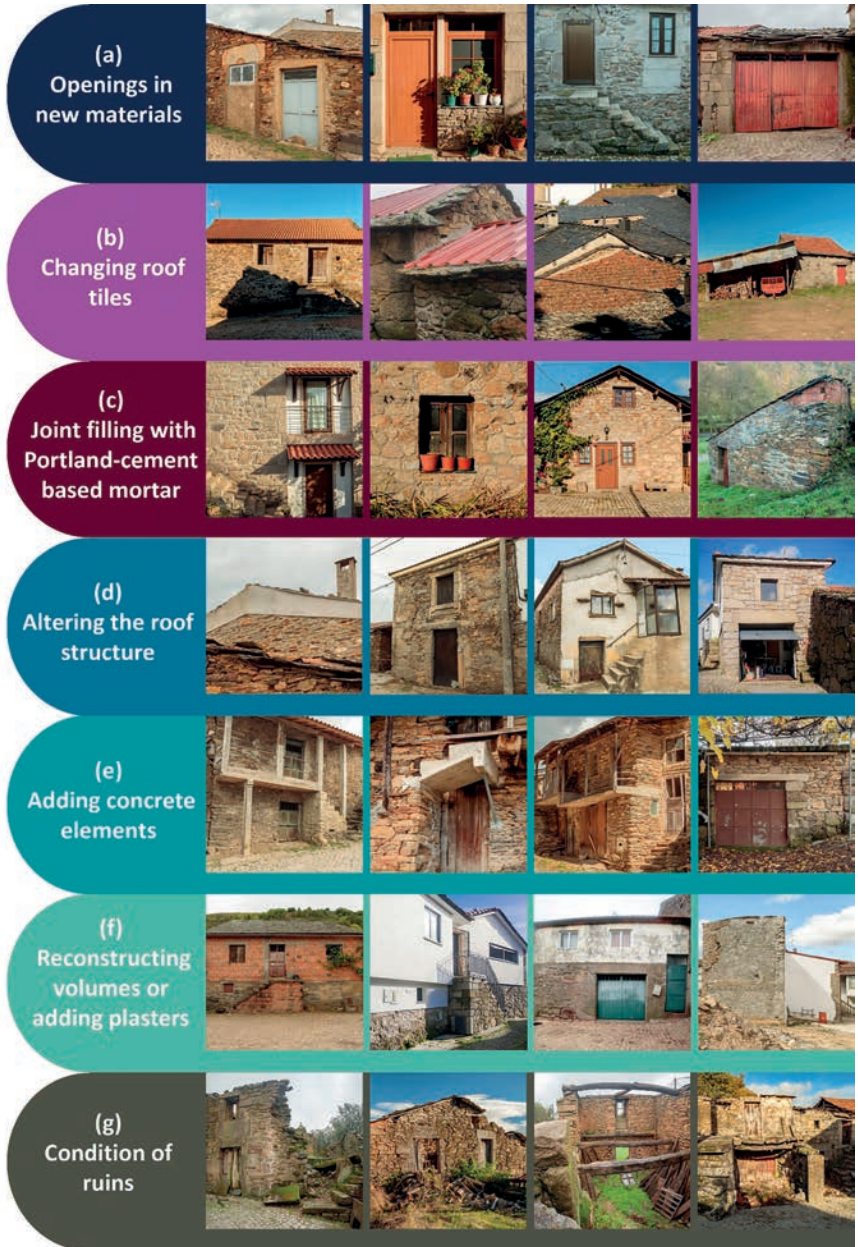 (a)
Openings in
new materials
(b)
Changing roof
tiles
(c)
Joint filling with
Portland-cement
based mortar
(d)
Altering the roof
structure
(e)
Adding concrete
elements
(f)
Reconstructing
volumes or
adding plasters
(g)
Condition of
ruins